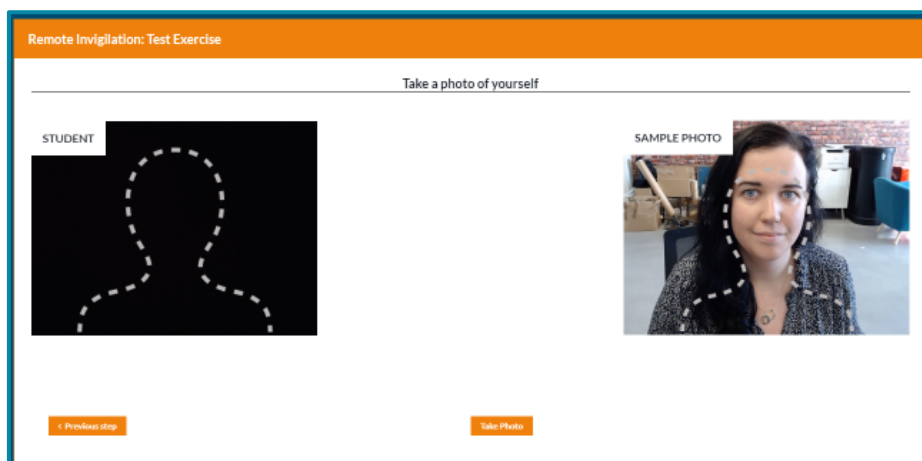 Remote Invigilation: Test Exercise
Take a photo of yourself
STUDENT
SAMPLE PHOTO
< Previous step
Take Photo